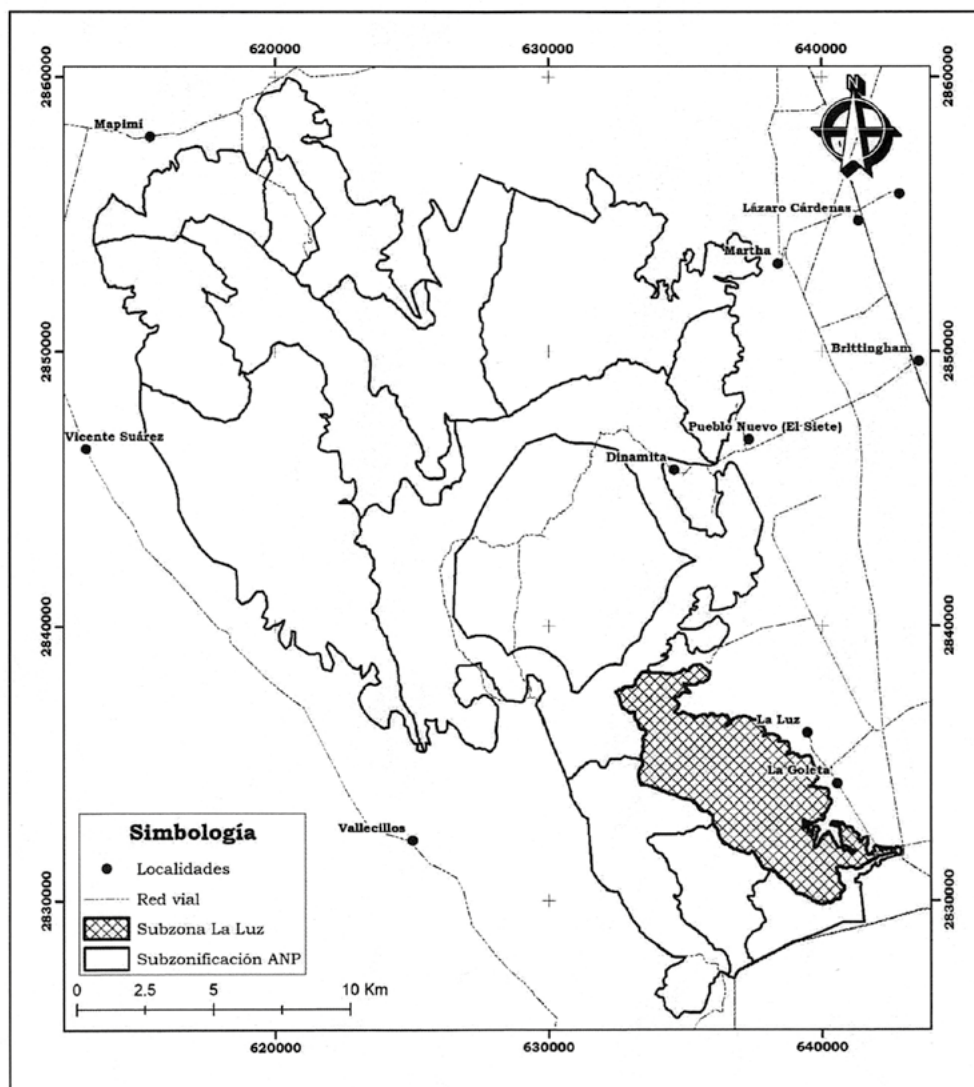 620000 630000 640000
2860000 2860000
N
Mapimí
Lázaro Cárdenas
Martha
2850000 2850000
Brittingham
Vicente Suárez
Pueblo Nuevo (El Siete)
Dinamita
2840000 2840000
La Luz
La Goleta
Vallecillos
2830000 2830000
Simbología
Localidades
Red vial
Subzona La Luz
Subzonificación ANP
0 2.5 5 10 Km
620000 630000 640000